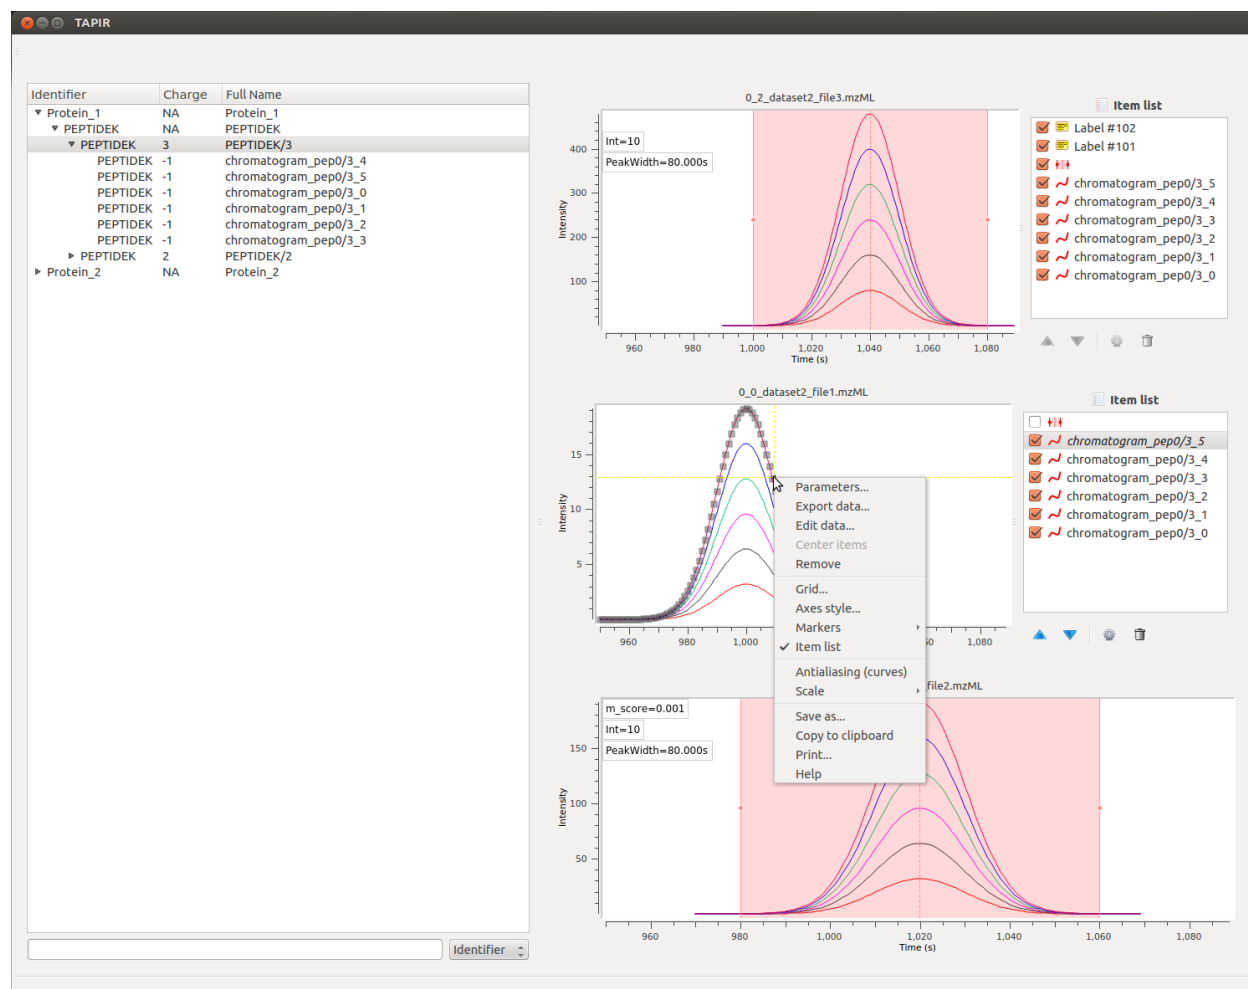 TAPIR
Identifier Charge Full Name
Protein_1 NA Protein_1
PEPTIDEK NA PEPTIDEK
PEPTIDEK 3 PEPTIDEK/3
PEPTIDEK -1 chromatogram_pep0/3_4
PEPTIDEK -1 chromatogram_pep0/3_5
PEPTIDEK -1 chromatogram_pep0/3_0
PEPTIDEK -1 chromatogram_pep0/3_1
PEPTIDEK -1 chromatogram_pep0/3_2
PEPTIDEK -1 chromatogram_pep0/3_3
PEPTIDEK 2 PEPTIDEK/2
Protein_2 NA Protein_2
Identifier
0_2_dataset2_file3.mzML
Int=10
PeakWidth=80.000s
400
300
200
100
Intensity
960 980 1,000 1,020 1,040 1,060 1,080
Time (s)
Item list
Label #102
Label #101
chromatogram_pep0/3_5
chromatogram_pep0/3_4
chromatogram_pep0/3_3
chromatogram_pep0/3_2
chromatogram_pep0/3_1
chromatogram_pep0/3_0
0_0_dataset2_file1.mzML
15
10
5
Intensity
960 980 1,000 60 1,080
Item list
chromatogram_pep0/3_5
chromatogram_pep0/3_4
chromatogram_pep0/3_3
chromatogram_pep0/3_2
chromatogram_pep0/3_1
chromatogram_pep0/3_0
Parameters...
Export data...
Edit data...
Center items
Remove
Grid...
Axes style...
Markers
Item list
Antialiasing (curves)
Scale
Save as...
Copy to clipboard
Print...
Help
file2.mzML
m_score=0.001
Int=10
PeakWidth=80.000s
150
100
50
Intensity
960 980 1,000 1,020 1,040 1,060 1,080
Time (s)